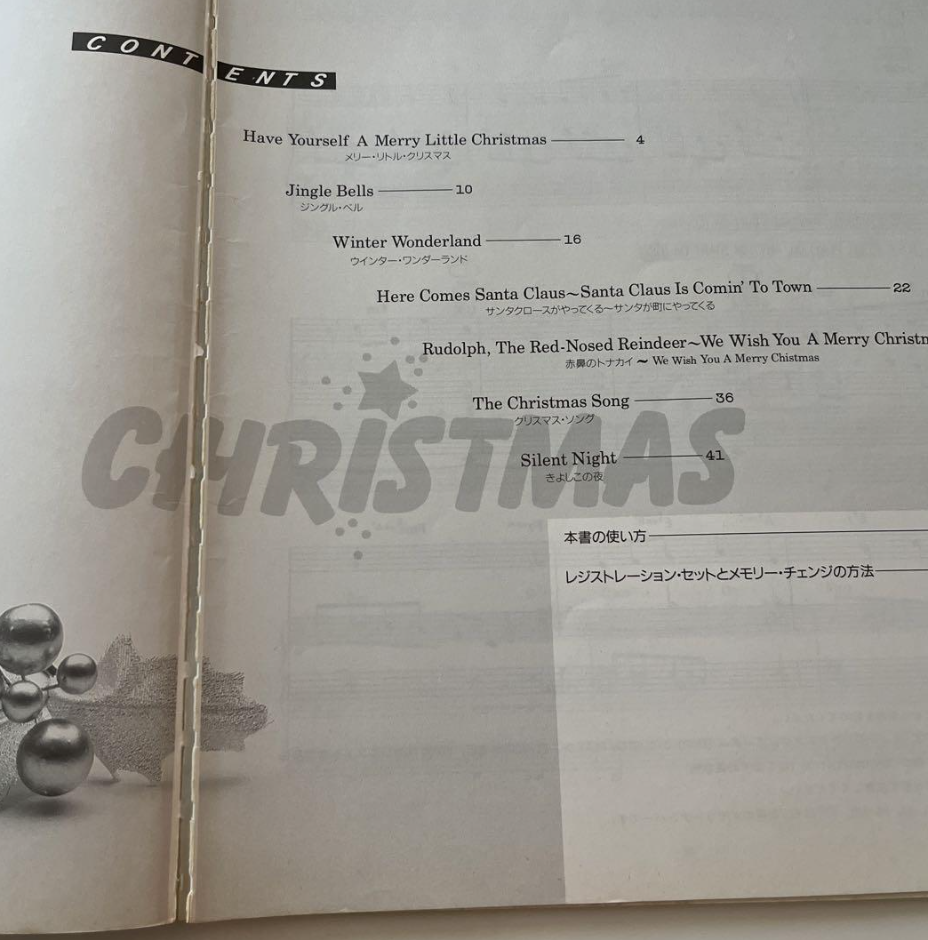 CONTENTS
Have Yourself A Merry Little Christmas 4
メリー・リトル・クリスマス
Jingle Bells 10
ジングル・ベル
Winter Wonderland 16
ウインター・ワンダーランド
Here Comes Santa Claus~Santa Claus Is Comin' To Town 22
サンタクロースがやってくる〜サンタが町にやってくる
Rudolph, The Red-Nosed Reindeer~We Wish You A Merry Christm
赤鼻のトナカイ 〜 We Wish You A Merry Chistmas
The Christmas Song 36
クリスマス・ソング
CHRISTMAS
Silent Night 41
きよしこの夜
本書の使い方
レジストレーション・セットとメモリー・チェンジの方法